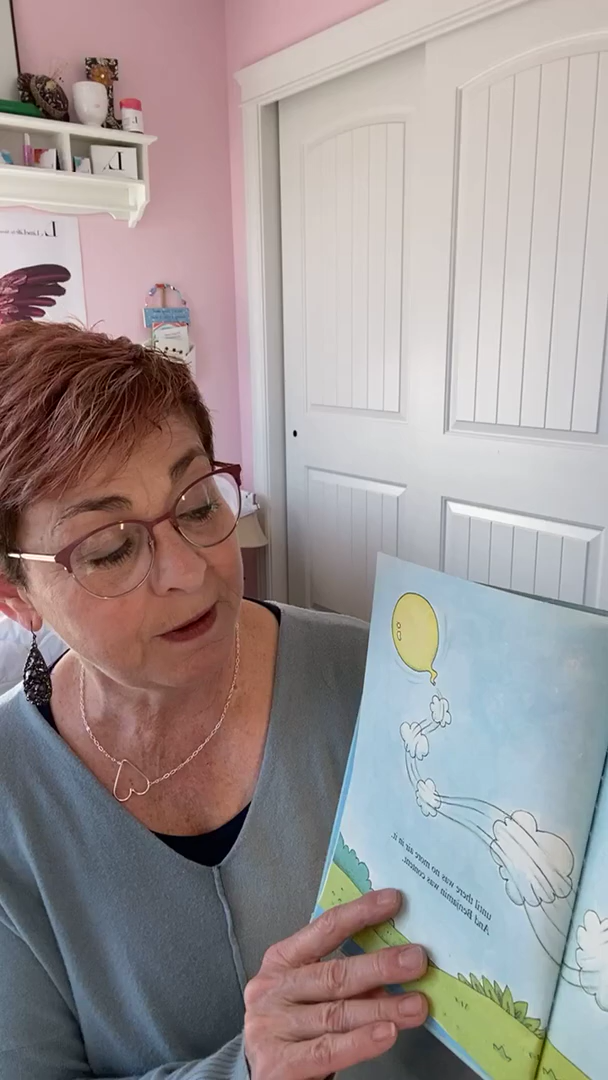 until there was no more air in it.
And Benjamin was content.
L